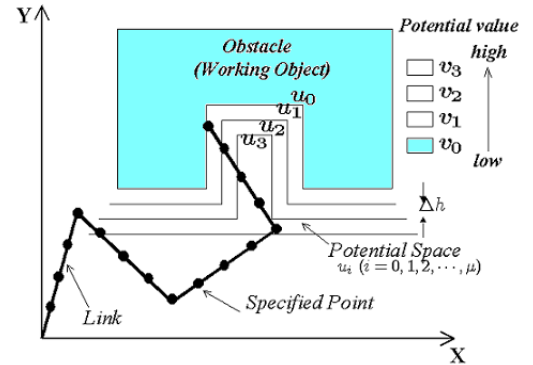 Y
Potential value
Obstacle
(Working Object)
high
u₀
u₁
u₂
u₃
v₃
v₂
v₁
v₀
low
Δh
Potential Space
uᵢ (i = 0, 1, 2, ⋯, μ)
Specified Point
Link
X